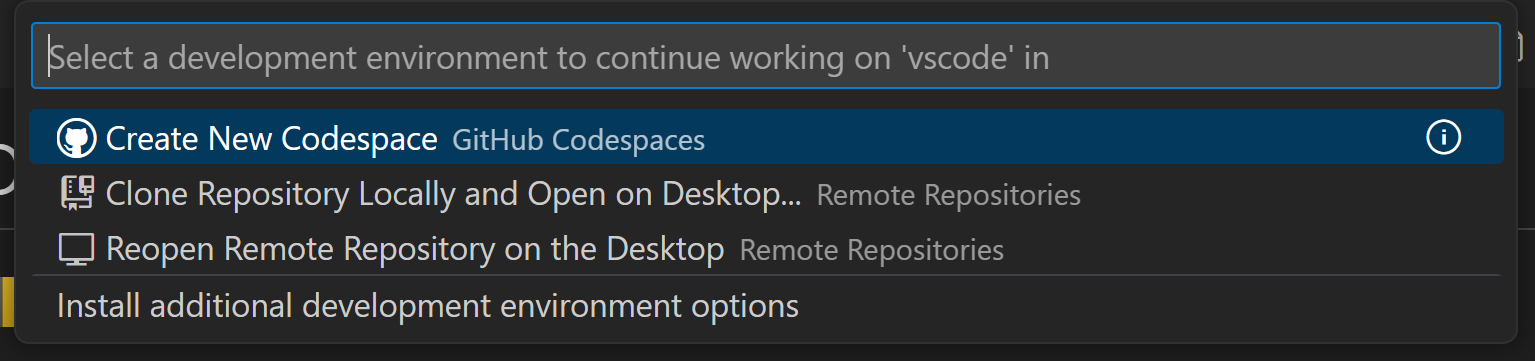 Select a development environment to continue working on 'vscode' in
Create New Codespace GitHub Codespaces
Clone Repository Locally and Open on Desktop... Remote Repositories
Reopen Remote Repository on the Desktop Remote Repositories
Install additional development environment options